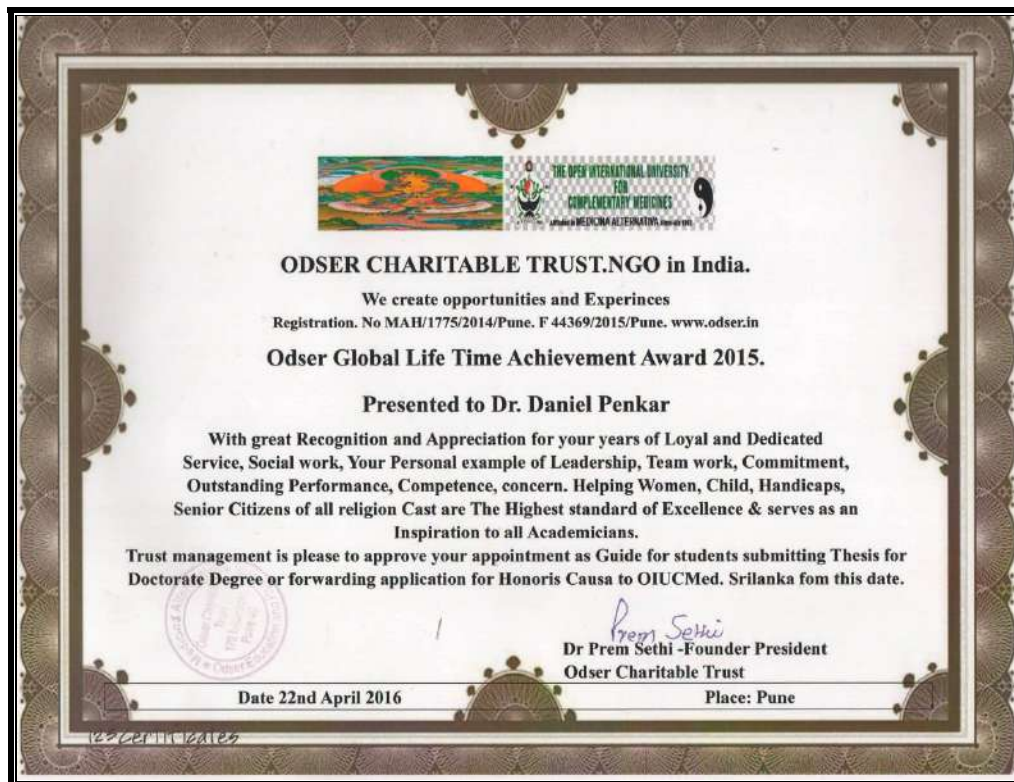 THE OPEN INTERNATIONAL UNIVERSITY
FOR
COMPLEMENTARY MEDICINES
MEDICINA ALTERNATIVA
ODSER CHARITABLE TRUST.NGO in India.
We create opportunities and Experinces
Registration. No MAH/1775/2014/Pune. F 44369/2015/Pune. www.odser.in
Odser Global Life Time Achievement Award 2015.
Presented to Dr. Daniel Penkar
With great Recognition and Appreciation for your years of Loyal and Dedicated
Service, Social work, Your Personal example of Leadership, Team work, Commitment,
Outstanding Performance, Competence, concern. Helping Women, Child, Handicaps,
Senior Citizens of all religion Cast are The Highest standard of Excellence & serves as an
Inspiration to all Academicians.
Trust management is please to approve your appointment as Guide for students submitting Thesis for
Doctorate Degree or forwarding application for Honoris Causa to OIUCMed. Srilanka fom this date.
Prem Sethi
Dr Prem Sethi -Founder President
Odser Charitable Trust
Date 22nd April 2016 Place: Pune
123certificates